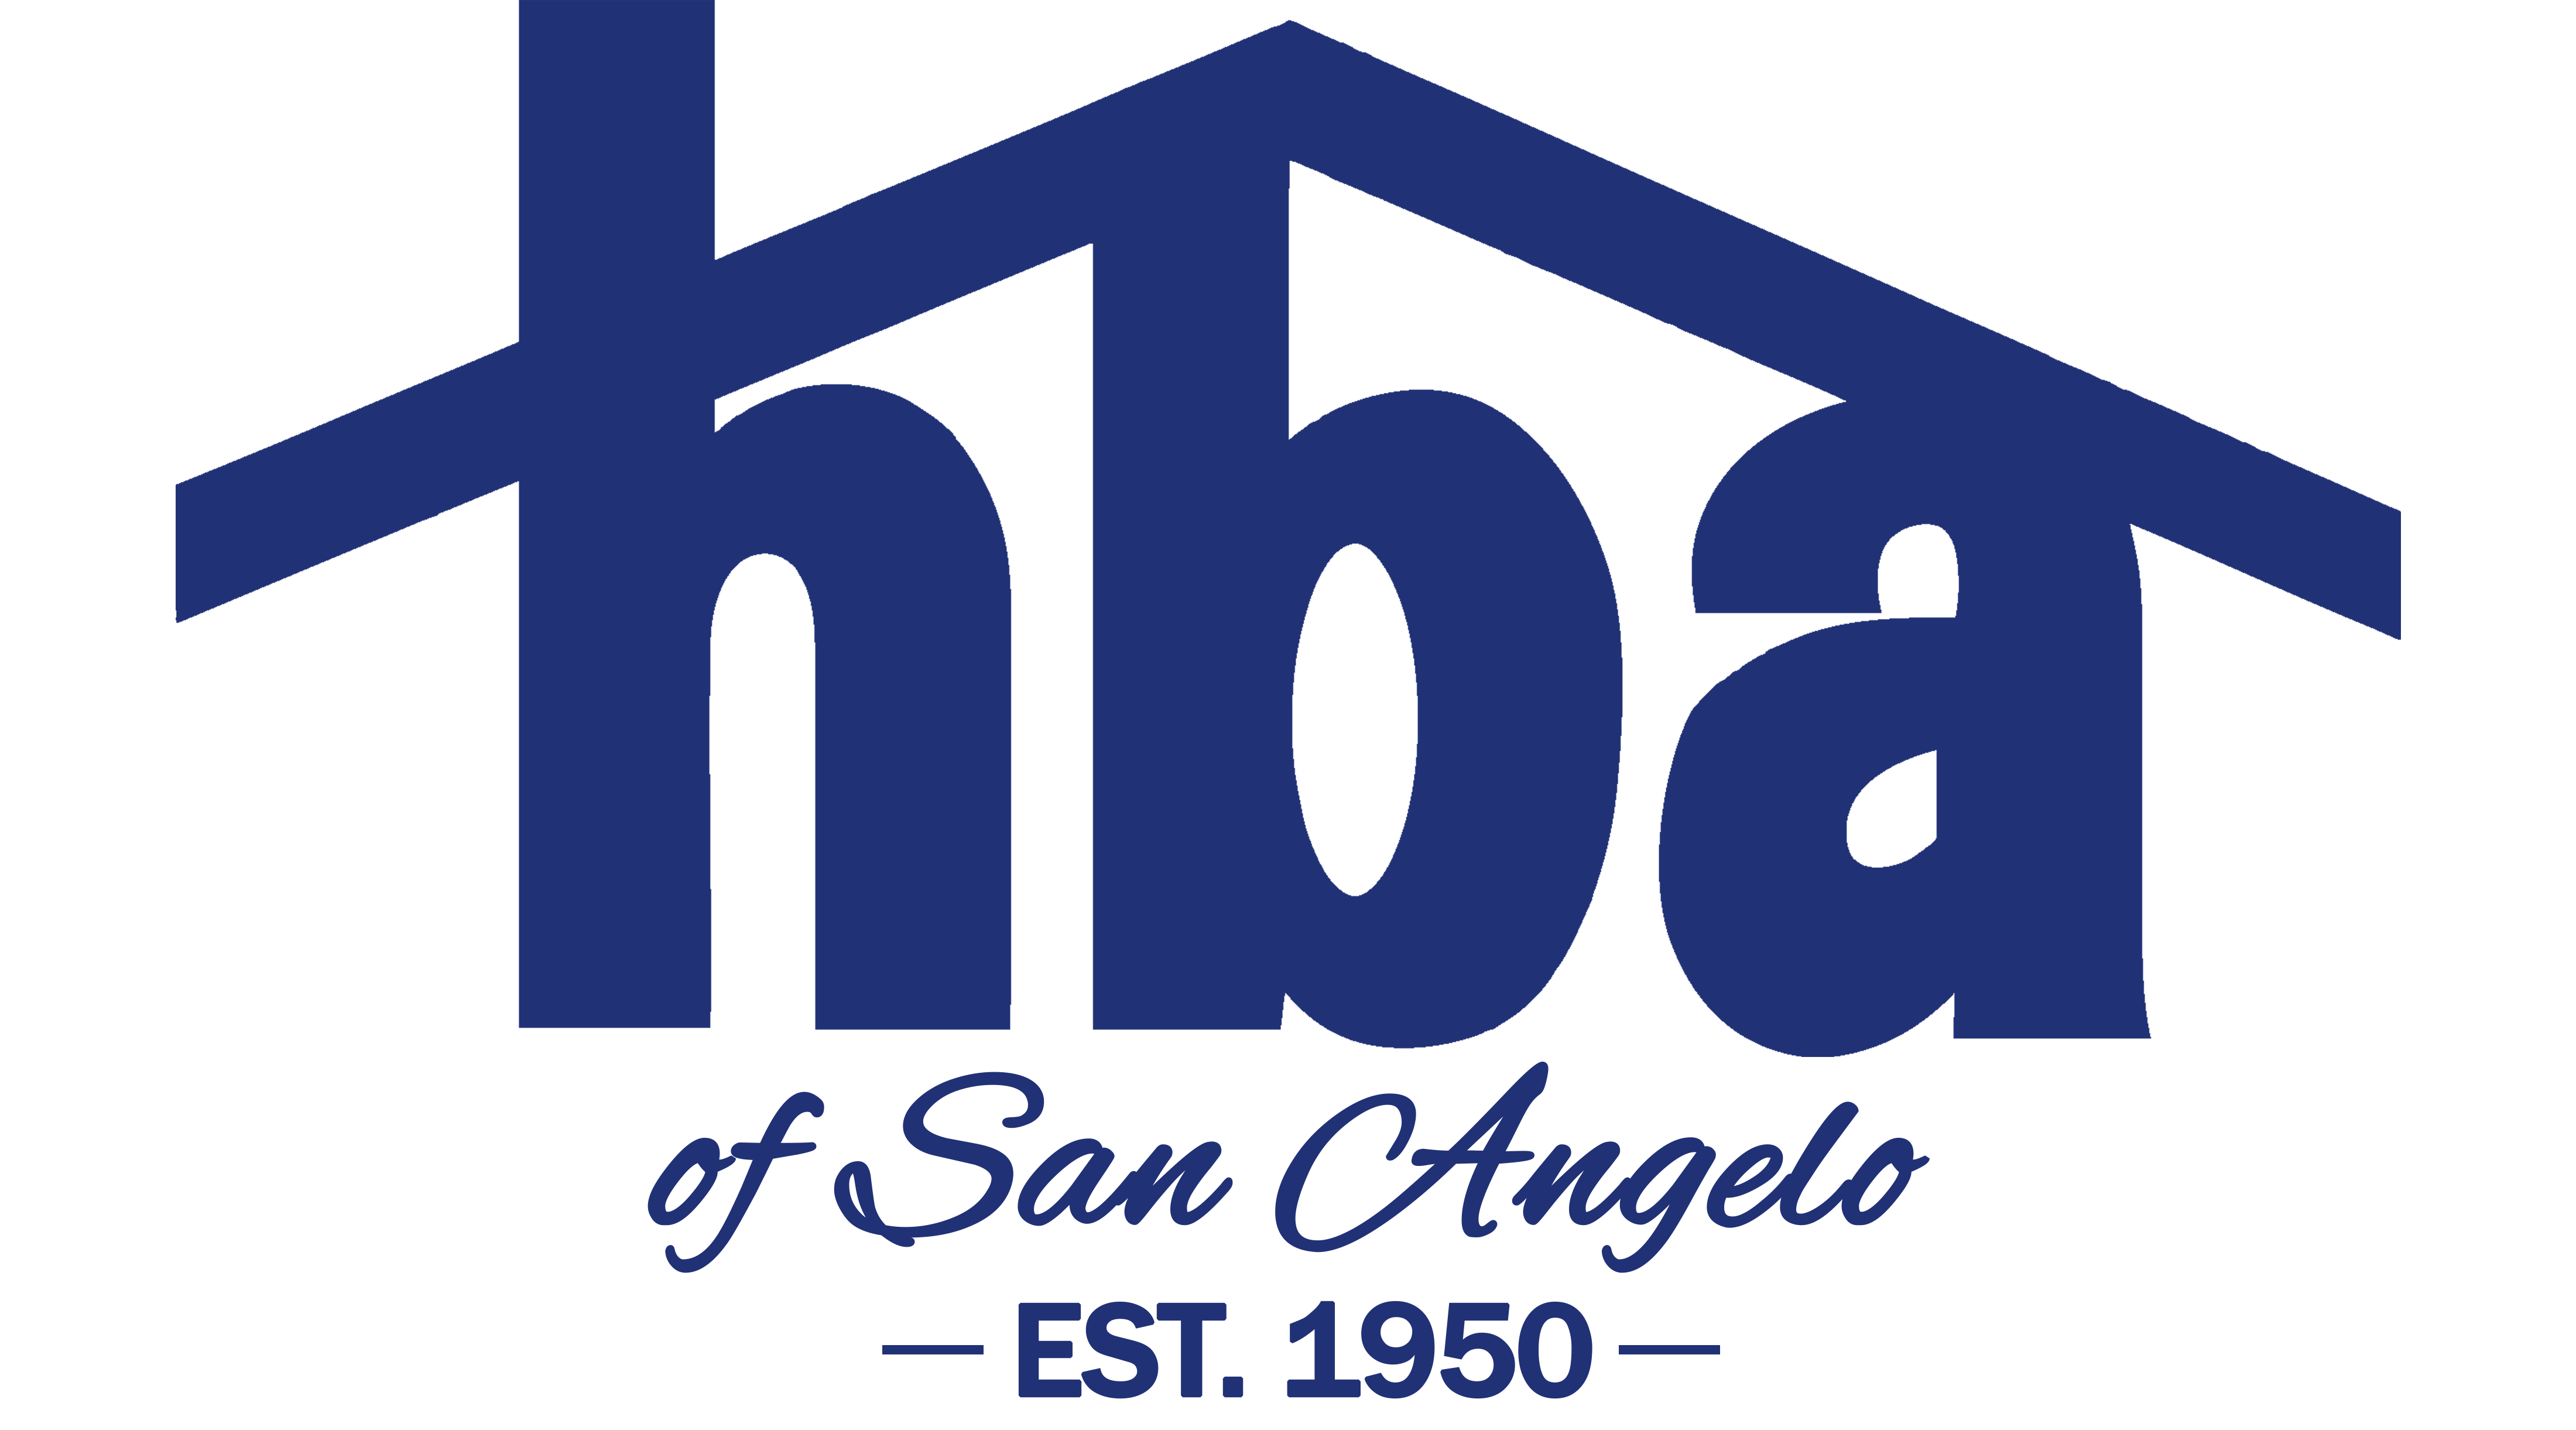 hba
of San Angelo
— EST. 1950 —